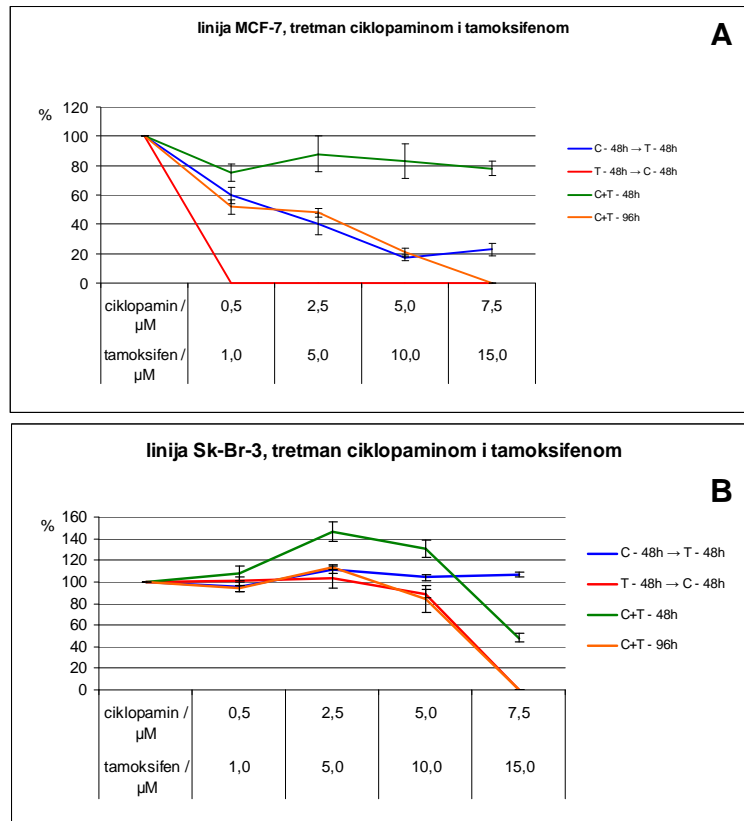 linija MCF-7, tretman ciklopaminom i tamoksifenom
A
%
120
100
80
60
40
20
0
C - 48h → T - 48h
T - 48h → C - 48h
C+T - 48h
C+T - 96h
ciklopamin / µM 0,5 2,5 5,0 7,5
tamoksifen / µM 1,0 5,0 10,0 15,0
linija Sk-Br-3, tretman ciklopaminom i tamoksifenom
B
%
160
140
120
100
80
60
40
20
0
C - 48h → T - 48h
T - 48h → C - 48h
C+T - 48h
C+T - 96h
ciklopamin / µM 0,5 2,5 5,0 7,5
tamoksifen / µM 1,0 5,0 10,0 15,0